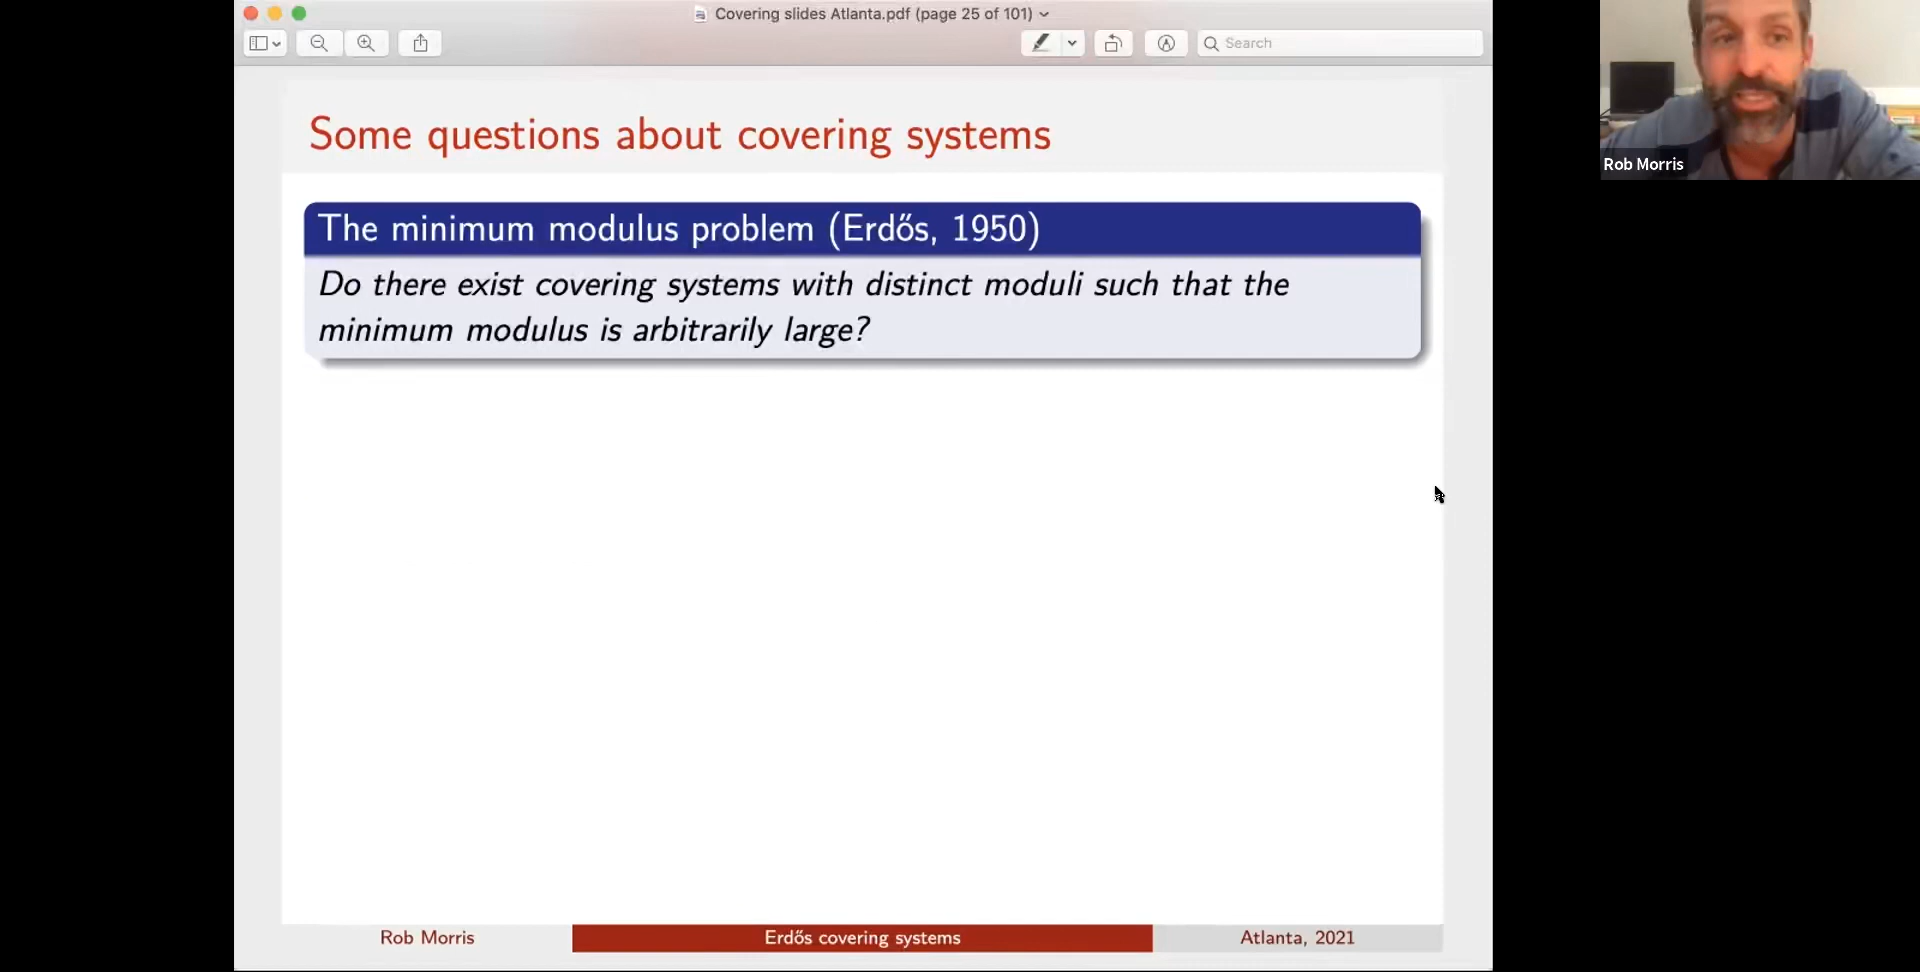 Covering slides Atlanta.pdf (page 25 of 101)
Search
Some questions about covering systems
The minimum modulus problem (Erdős, 1950)
Do there exist covering systems with distinct moduli such that the
minimum modulus is arbitrarily large?
Rob Morris
Erdős covering systems
Atlanta, 2021
Rob Morris